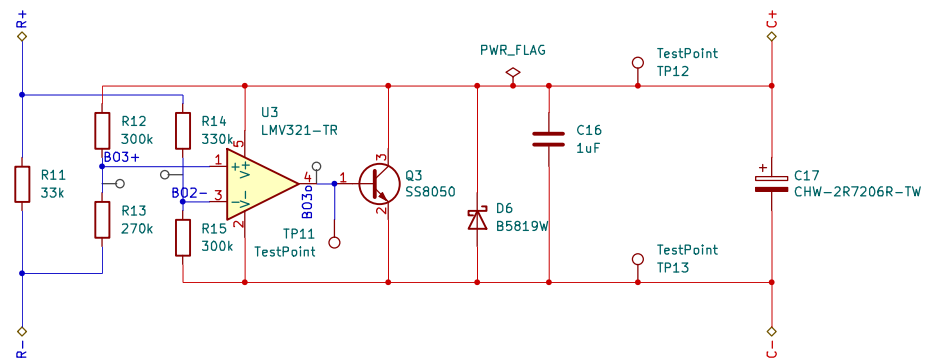 R+
C+
PWR_FLAG
TestPoint
TP12
R12
300k
R14
330k
U3
LMV321-TR
5
V+
1
+
BO3+
R11
33k
BO2-
3
-
V-
2
4
BO3o
1
3
Q3
SS8050
2
C16
1uF
+
C17
CHW-2R7206R-TW
R13
270k
R15
300k
TP11
TestPoint
D6
B5819W
TestPoint
TP13
R-
C-